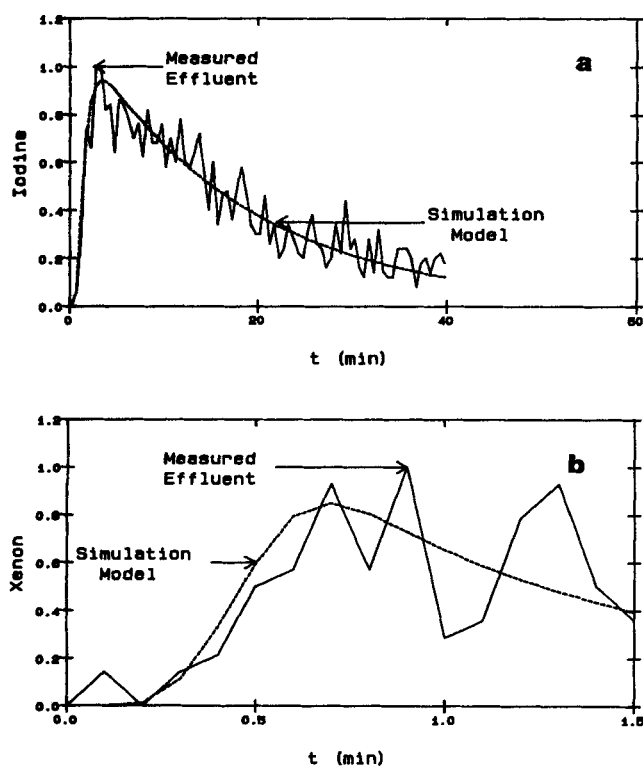 1.2
a
Measured
Effluent
1.0
0.8
Iodine
0.6
0.4
Simulation
Model
0.2
0.0
0 20 40 50
t (min)
1.2
b
Measured
Effluent
1.0
0.8
Simulation
Model
Xenon
0.6
0.4
0.2
0.0
0.0 0.5 1.0 1.5
t (min)